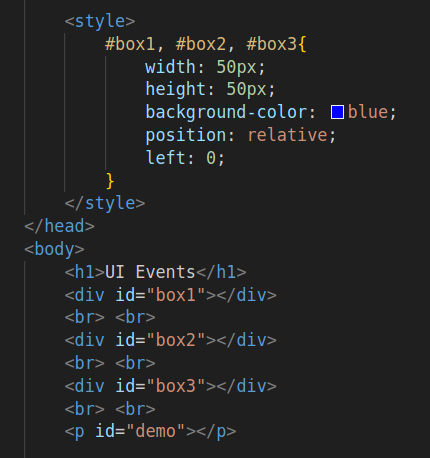 <style>
#box1, #box2, #box3{
width: 50px;
height: 50px;
background-color: blue;
position: relative;
left: 0;
}
</style>
</head>
<body>
<h1>UI Events</h1>
<div id="box1"></div>
<br> <br>
<div id="box2"></div>
<br> <br>
<div id="box3"></div>
<br> <br>
<p id="demo"></p>